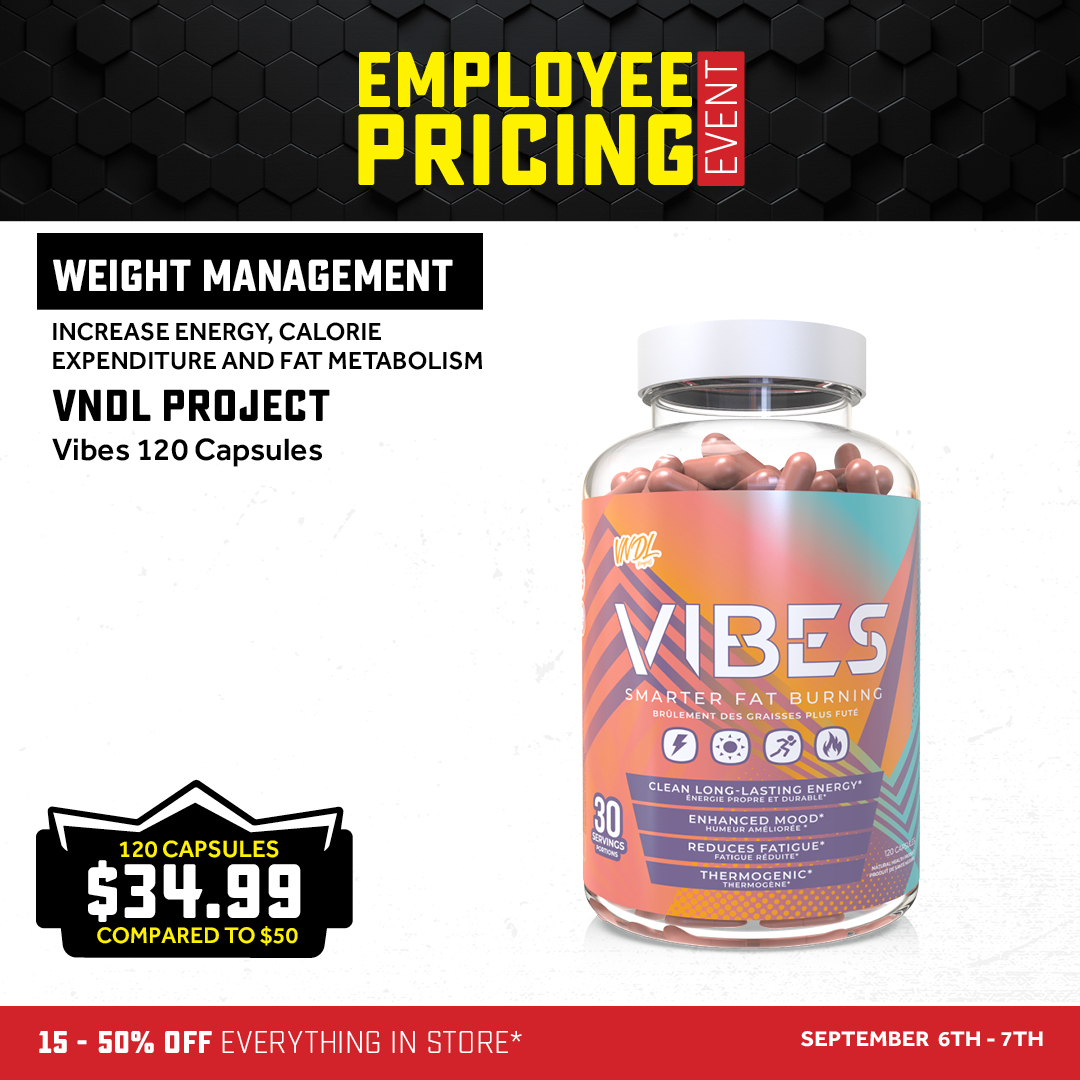 EMPLOYEE
PRICING
EVENT
WEIGHT MANAGEMENT
INCREASE ENERGY, CALORIE
EXPENDITURE AND FAT METABOLISM
VNDL PROJECT
Vibes 120 Capsules
VNDL
VIBES
SMARTER FAT BURNING
BRÛLEMENT DES GRAISSES PLUS FUTÉ
CLEAN LONG-LASTING ENERGY*
ÉNERGIE PROPRE ET DURABLE*
ENHANCED MOOD*
HUMEUR AMÉLIORÉE *
REDUCES FATIGUE*
FATIGUE RÉDUITE*
THERMOGENIC*
THERMOGÈNE*
30
SERVINGS
PORTIONS
120 CAPSULES
$34.99
COMPARED TO $50
15 - 50% OFF EVERYTHING IN STORE*
SEPTEMBER 6TH - 7TH